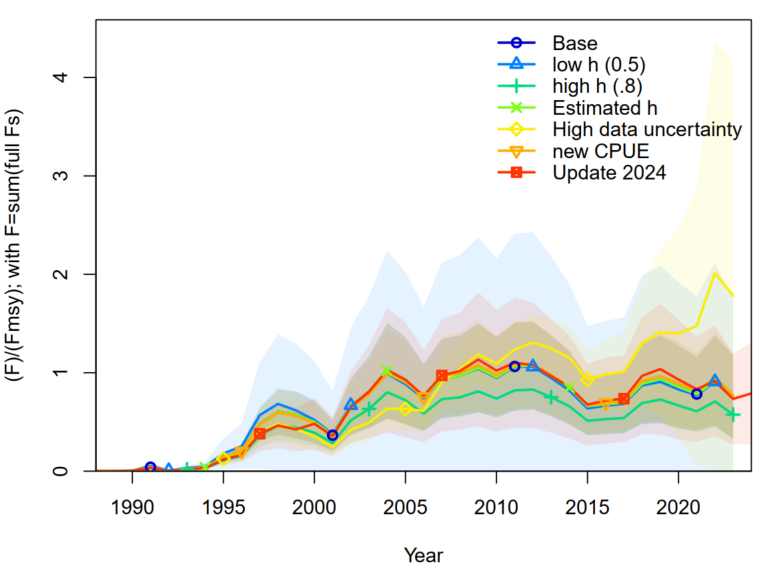 Base
low h (0.5)
high h (.8)
Estimated h
High data uncertainty
new CPUE
Update 2024
(F)/(Fmsy); with F=sum(full Fs)
4
3
2
1
0
1990 1995 2000 2005 2010 2015 2020
Year